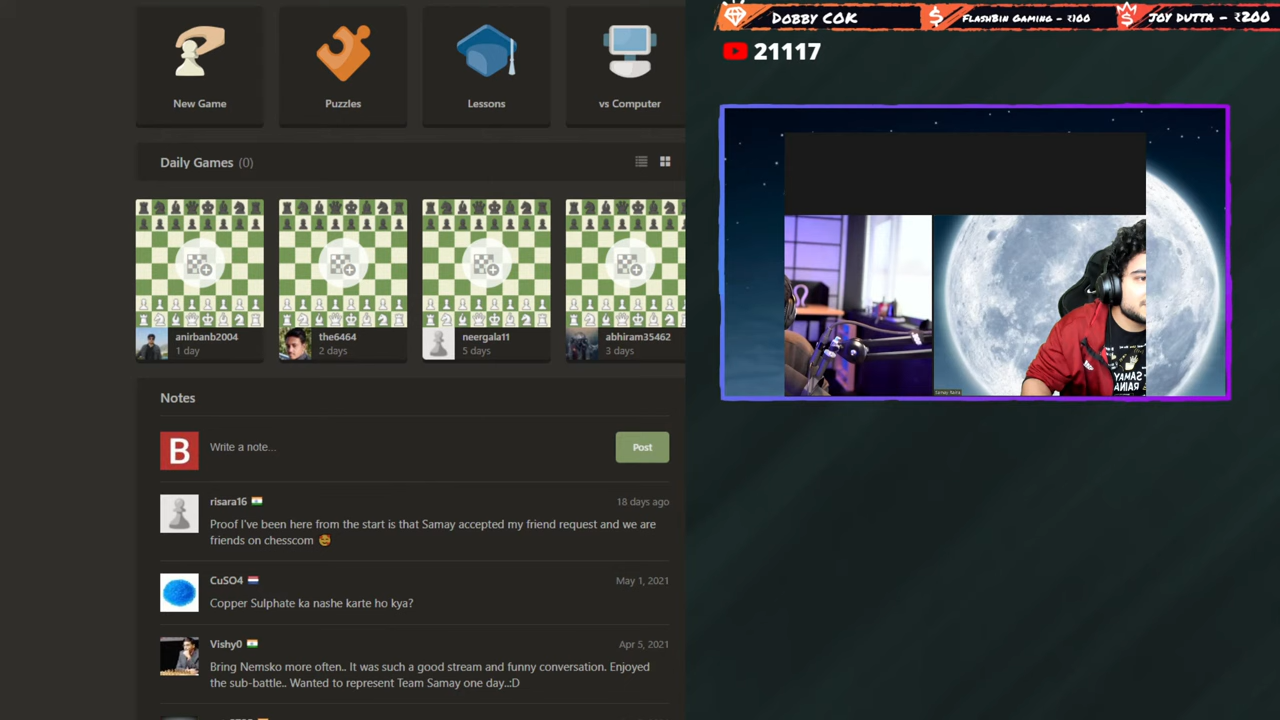 DOBBY COK
FLASHBIN GAMING - ₹100
JOY DUTTA - ₹200
21117
New Game
Puzzles
Lessons
vs Computer
Daily Games (0)
anirbanb2004
1 day
the6464
2 days
neergala11
5 days
abhiram35462
3 days
Notes
B
Write a note...
Post
risara16
18 days ago
Proof I've been here from the start is that Samay accepted my friend request and we are
friends on chesscom
CuSO4
May 1, 2021
Copper Sulphate ka nashe karte ho kya?
Vishy0
Apr 5, 2021
Bring Nemsko more often.. It was such a good stream and funny conversation. Enjoyed
the sub-battle.. Wanted to represent Team Samay one day..:D
SAMAY
RAINA
Samay Raina